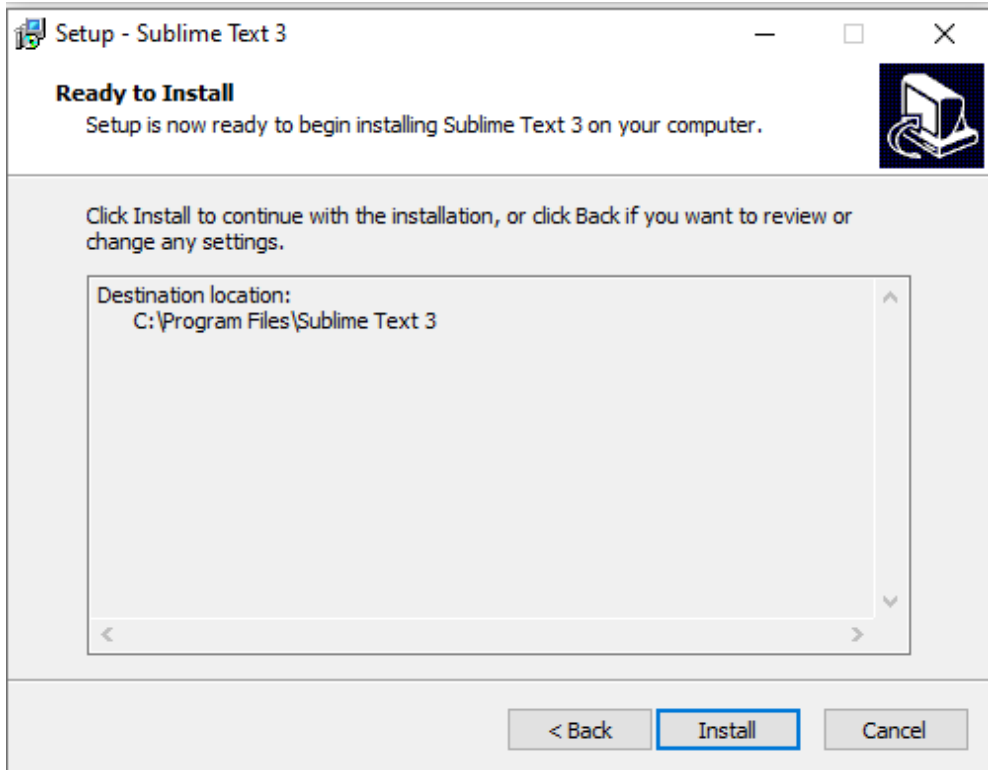 Setup - Sublime Text 3
Ready to Install
Setup is now ready to begin installing Sublime Text 3 on your computer.
Click Install to continue with the installation, or click Back if you want to review or
change any settings.
Destination location:
C:\Program Files\Sublime Text 3
< Back Install Cancel